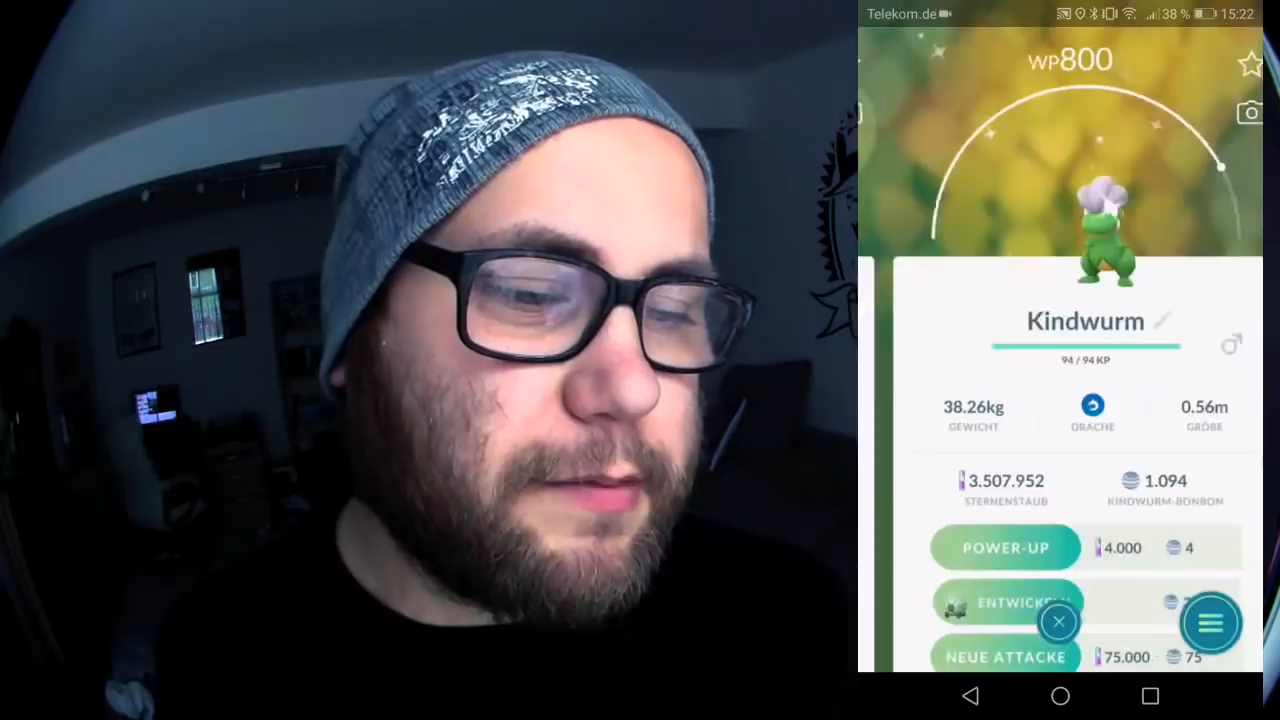 Telekom.de
38 %
15:22
WP800
Kindwurm
94 / 94 KP
38.26kg
0.56m
GEWICHT
DRACHE
GRÖßE
3.507.952
1.094
STERNENSTAUB
KINDWURM-BONBON
POWER-UP
4.000
4
NEUE ATTACKE
75.000
75